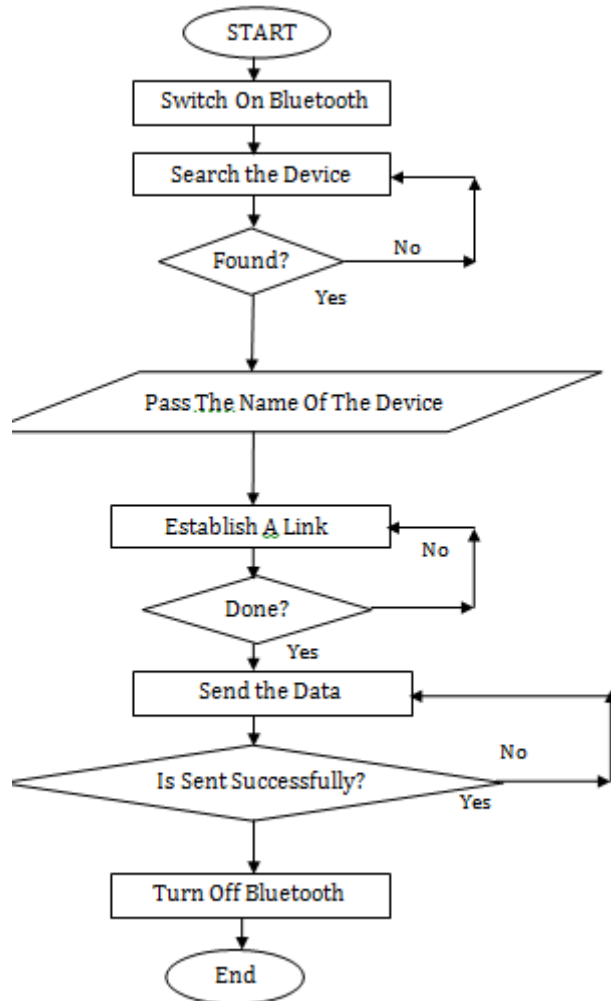 START
Switch On Bluetooth
Search the Device
No
Found?
Yes
Pass The Name Of The Device
Establish A Link
No
Done?
Yes
Send the Data
No
Is Sent Successfully?
Yes
Turn Off Bluetooth
End